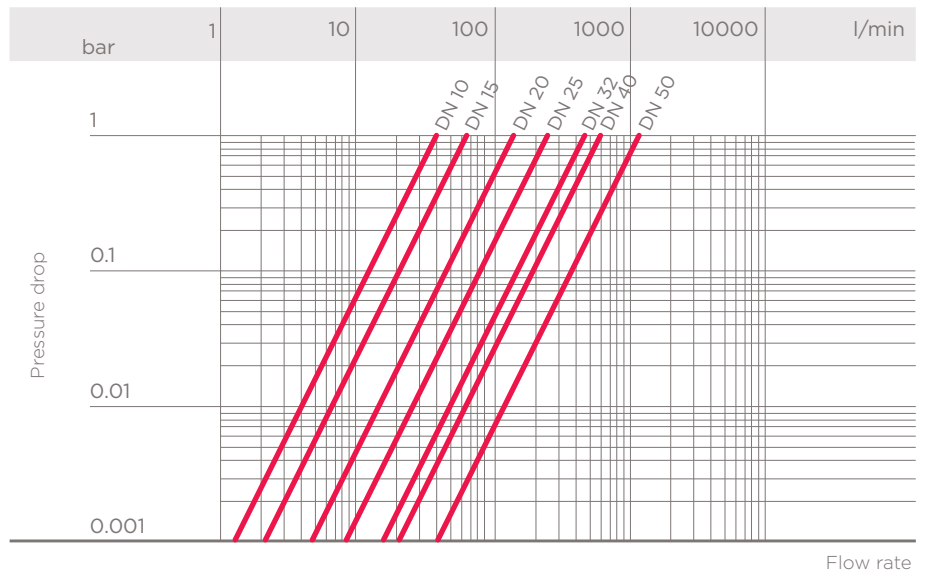 1 10 100 1000 10000 l/min
bar
DN 10 DN 15 DN 20 DN 25 DN 32 DN 40 DN 50
1
0.1
Pressure drop
0.01
0.001
Flow rate